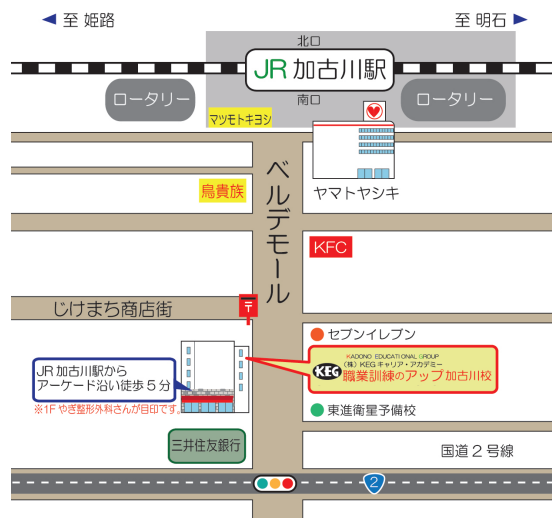 ◀ 至 姫路
至 明石 ▶
北口
JR 加古川駅
南口
ロータリー
ロータリー
マツモトキヨシ
ヤマトヤシキ
ベルデモール
鳥貴族
KFC
〒
じけまち商店街
セブンイレブン
KADONO EDUCATIONAL GROUP
(株) KEG キャリア・アカデミー
KEG 職業訓練のアップ加古川校
JR 加古川駅から
アーケード沿い徒歩5分
※1F やぎ整形外科さんが目印です。
東進衛星予備校
三井住友銀行
国道2号線
2